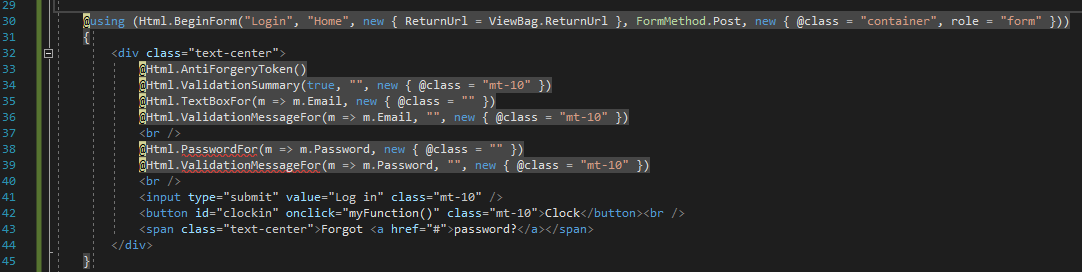 29
30 @using (Html.BeginForm("Login", "Home", new { ReturnUrl = ViewBag.ReturnUrl }, FormMethod.Post, new { @class = "container", role = "form" }))
31 {
32 <div class="text-center">
33 @Html.AntiForgeryToken()
34 @Html.ValidationSummary(true, "", new { @class = "mt-10" })
35 @Html.TextBoxFor(m => m.Email, new { @class = "" })
36 @Html.ValidationMessageFor(m => m.Email, "", new { @class = "mt-10" })
37 <br />
38 @Html.PasswordFor(m => m.Password, new { @class = "" })
39 @Html.ValidationMessageFor(m => m.Password, "", new { @class = "mt-10" })
40 <br />
41 <input type="submit" value="Log in" class="mt-10" />
42 <button id="clockin" onclick="myFunction()" class="mt-10">Clock</button><br />
43 <span class="text-center">Forgot <a href="#">password?</a></span>
44 </div>
45 }